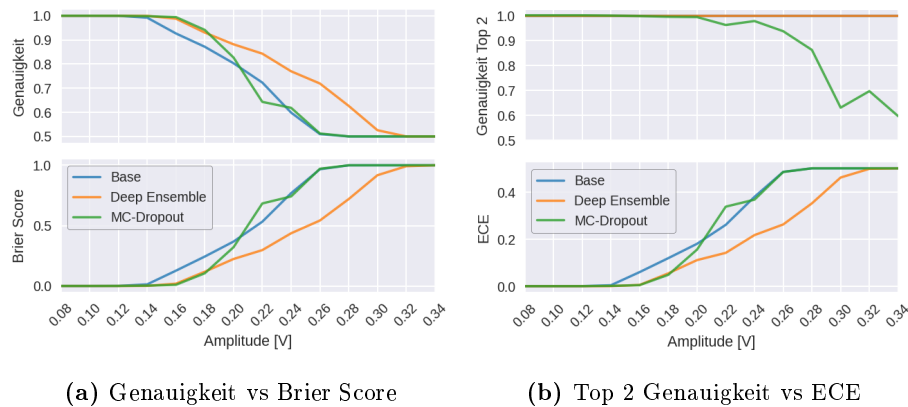 Genauigkeit
1.0
0.9
0.8
0.7
0.6
0.5
Brier Score
1.0
0.5
0.0
Base
Deep Ensemble
MC-Dropout
0.08 0.10 0.12 0.14 0.16 0.18 0.20 0.22 0.24 0.26 0.28 0.30 0.32 0.34
Amplitude [V]
(a) Genauigkeit vs Brier Score
Genauigkeit Top 2
1.0
0.9
0.8
0.7
0.6
0.5
ECE
0.4
0.2
0.0
Base
Deep Ensemble
MC-Dropout
0.08 0.10 0.12 0.14 0.16 0.18 0.20 0.22 0.24 0.26 0.28 0.30 0.32 0.34
Amplitude [V]
(b) Top 2 Genauigkeit vs ECE